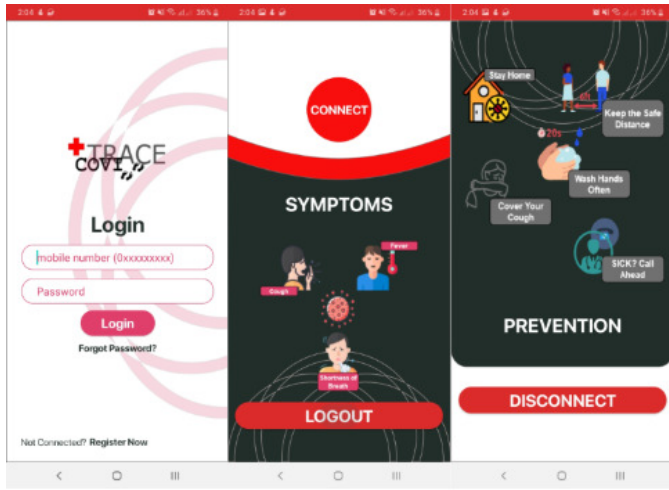 2:04
36%
TRACE
COVI
Login
mobile number (0xxxxxxxxx)
Password
Login
Forgot Password?
Not Connected? Register Now
2:04
36%
CONNECT
SYMPTOMS
Fever
Cough
Shortness of
Breath
LOGOUT
2:04
36%
Stay Home
6ft
Keep the Safe
Distance
20s
Wash Hands
Often
Cover Your
Cough
SICK? Call
Ahead
PREVENTION
DISCONNECT